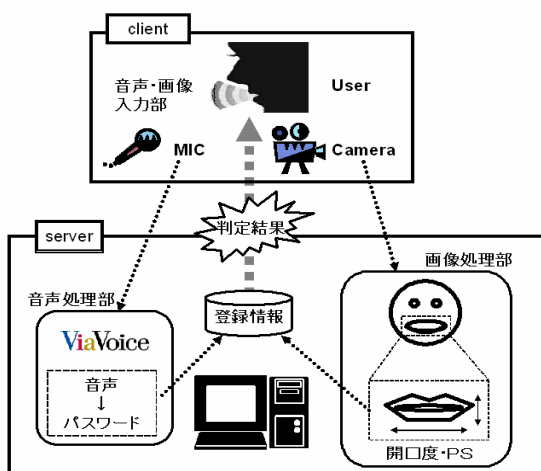 client
音声・画像
入力部
User
MIC
Camera
判定結果
server
音声処理部
画像処理部
ViaVoice
登録情報
音声
↓
パスワード
開口度・PS